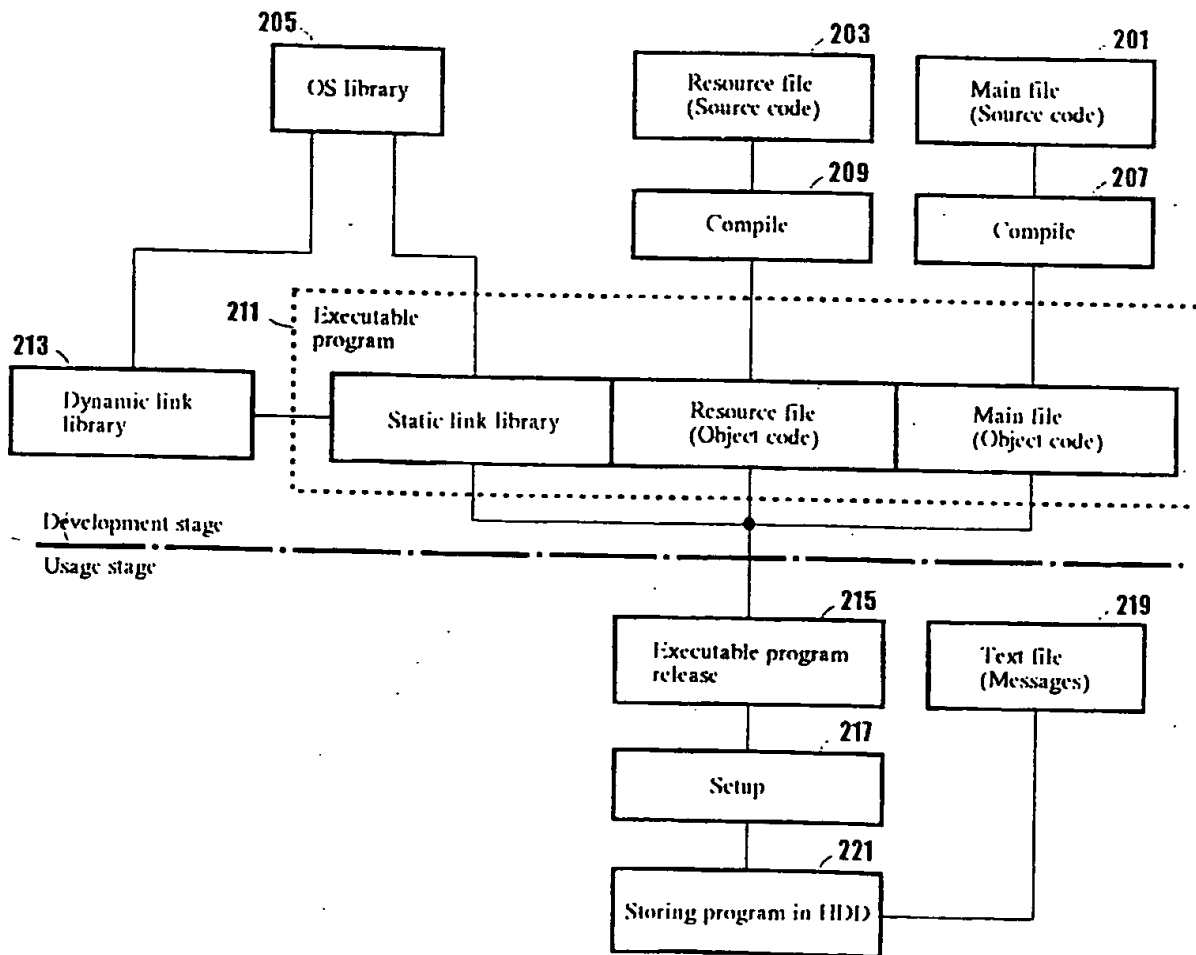 205
OS library
203
Resource file
(Source code)
201
Main file
(Source code)
209
Compile
207
Compile
211
Executable
program
213
Dynamic link
library
Static link library
Resource file
(Object code)
Main file
(Object code)
Development stage
Usage stage
215
Executable program
release
219
Text file
(Messages)
217
Setup
221
Storing program in HDD